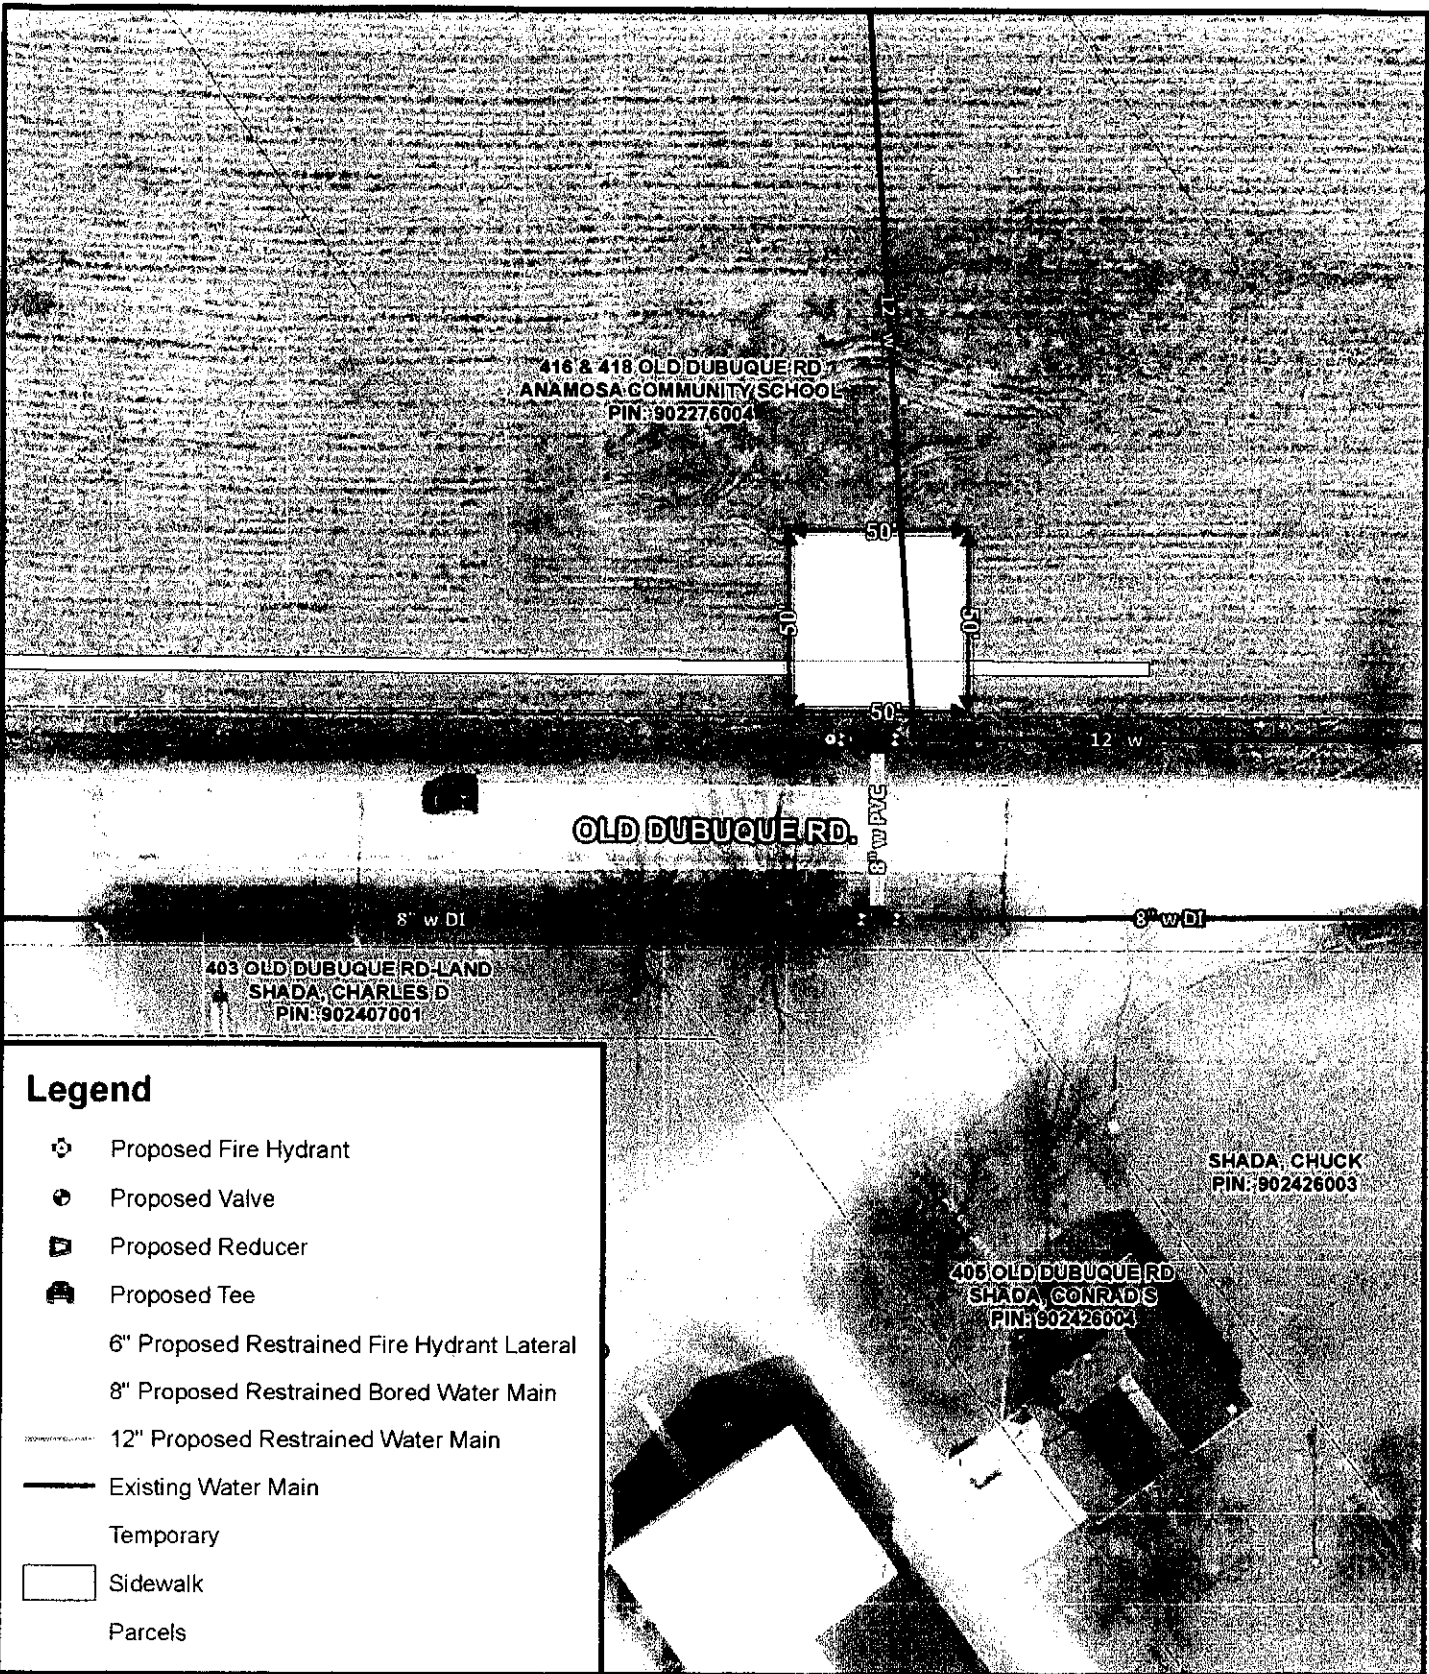 416 & 418 OLD DUBUQUE RD
ANAMOSA COMMUNITY SCHOOL
PIN: 902276004
50'
50'
50'
50'
12" w
12 w
8" w PVC
OLD DUBUQUE RD.
8" w DI
8" w DI
403 OLD DUBUQUE RD-LAND
SHADA, CHARLES D
PIN: 902407001
SHADA, CHUCK
PIN: 902426003
405 OLD DUBUQUE RD
SHADA, CONRAD S
PIN: 902426004
Legend
Proposed Fire Hydrant
Proposed Valve
Proposed Reducer
Proposed Tee
6" Proposed Restrained Fire Hydrant Lateral
8" Proposed Restrained Bored Water Main
12" Proposed Restrained Water Main
Existing Water Main
Temporary
Sidewalk
Parcels